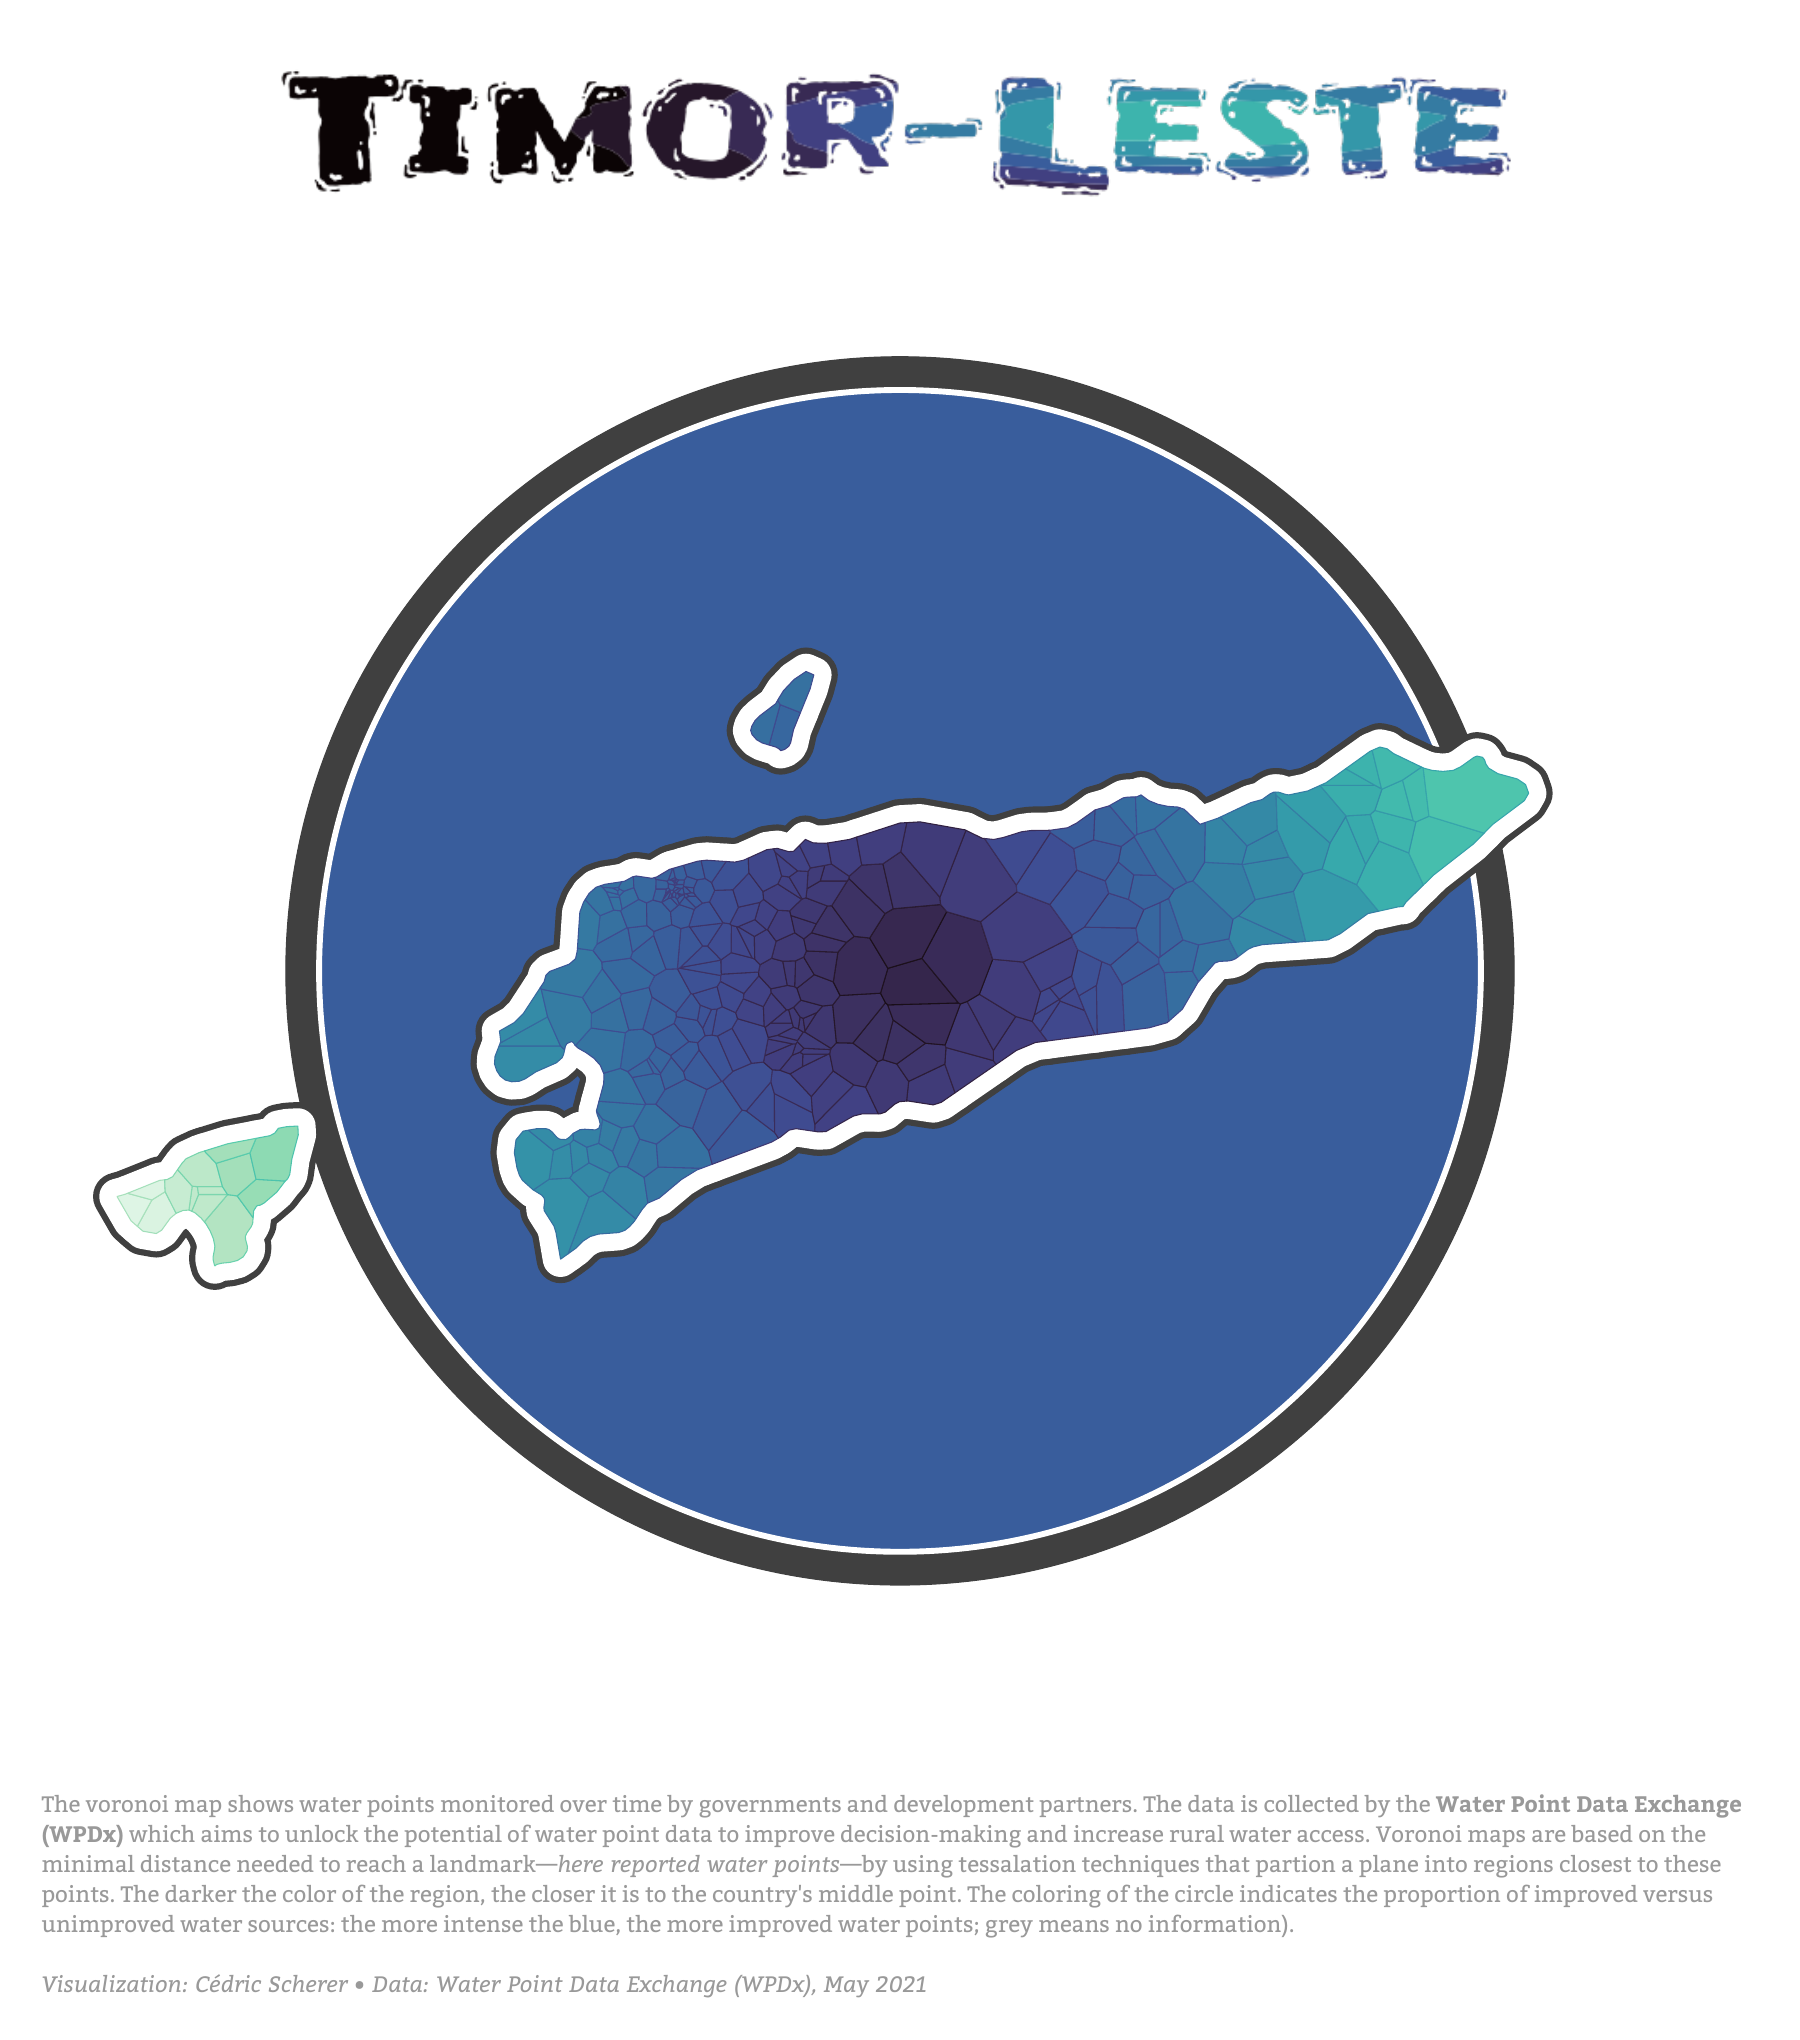 TIMOR-LESTE
The voronoi map shows water points monitored over time by governments and development partners. The data is collected by the Water Point Data Exchange
(WPDx) which aims to unlock the potential of water point data to improve decision-making and increase rural water access. Voronoi maps are based on the
minimal distance needed to reach a landmark—here reported water points—by using tessalation techniques that partion a plane into regions closest to these
points. The darker the color of the region, the closer it is to the country's middle point. The coloring of the circle indicates the proportion of improved versus
unimproved water sources: the more intense the blue, the more improved water points; grey means no information).
Visualization: Cédric Scherer • Data: Water Point Data Exchange (WPDx), May 2021